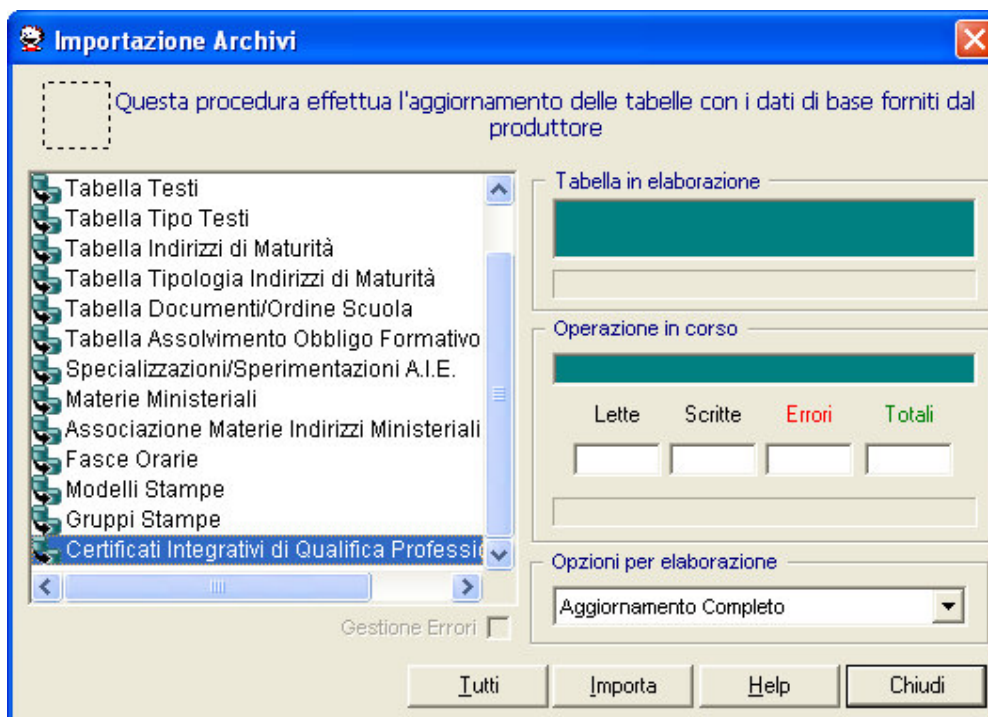 Importazione Archivi
Questa procedura effettua l'aggiornamento delle tabelle con i dati di base forniti dal
produttore
Tabella Testi
Tabella Tipo Testi
Tabella Indirizzi di Maturità
Tabella Tipologia Indirizzi di Maturità
Tabella Documenti/Ordine Scuola
Tabella Assolvimento Obbligo Formativo
Specializzazioni/Sperimentazioni A.I.E.
Materie Ministeriali
Associazione Materie Indirizzi Ministeriali
Fasce Orarie
Modelli Stampe
Gruppi Stampe
Certificati Integrativi di Qualifica Professi
Gestione Errori
Tabella in elaborazione
Operazione in corso
Lette Scritte Errori Totali
Opzioni per elaborazione
Aggiornamento Completo
Tutti Importa Help Chiudi